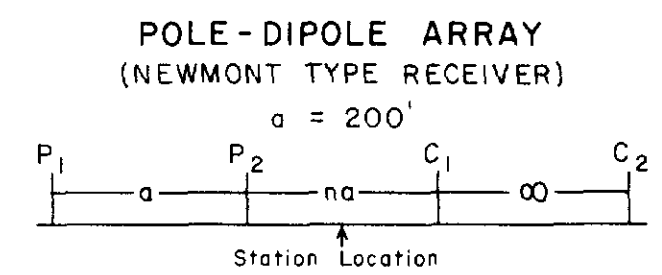 POLE-DIPOLE ARRAY
(NEWMONT TYPE RECEIVER)
a = 200'
P1 P2 C1 C2
a na ∞
Station Location